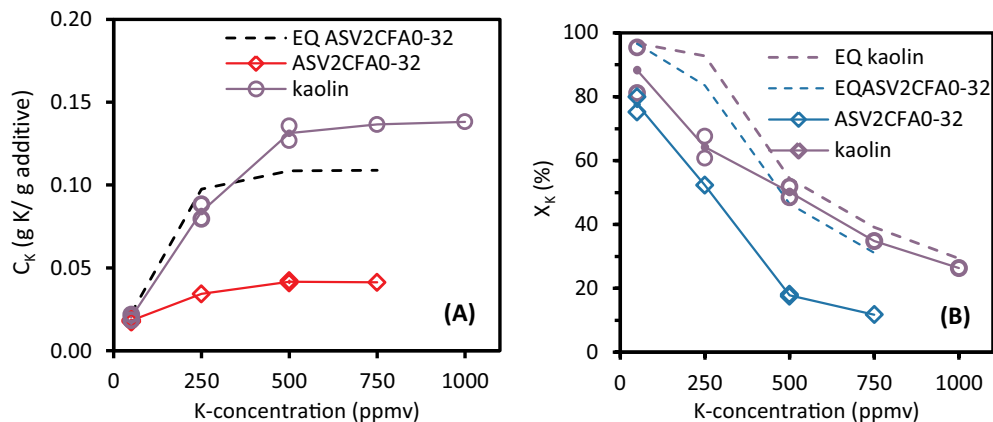 0.20
0.15
0.10
0.05
0.00
C_K (g K/ g additive)
EQ ASV2CFA0-32
ASV2CFA0-32
kaolin
(A)
0 250 500 750 1000
K-concentration (ppmv)
100
80
60
40
20
0
X_K (%)
EQ kaolin
EQASV2CFA0-32
ASV2CFA0-32
kaolin
(B)
0 250 500 750 1000
K-concentration (ppmv)